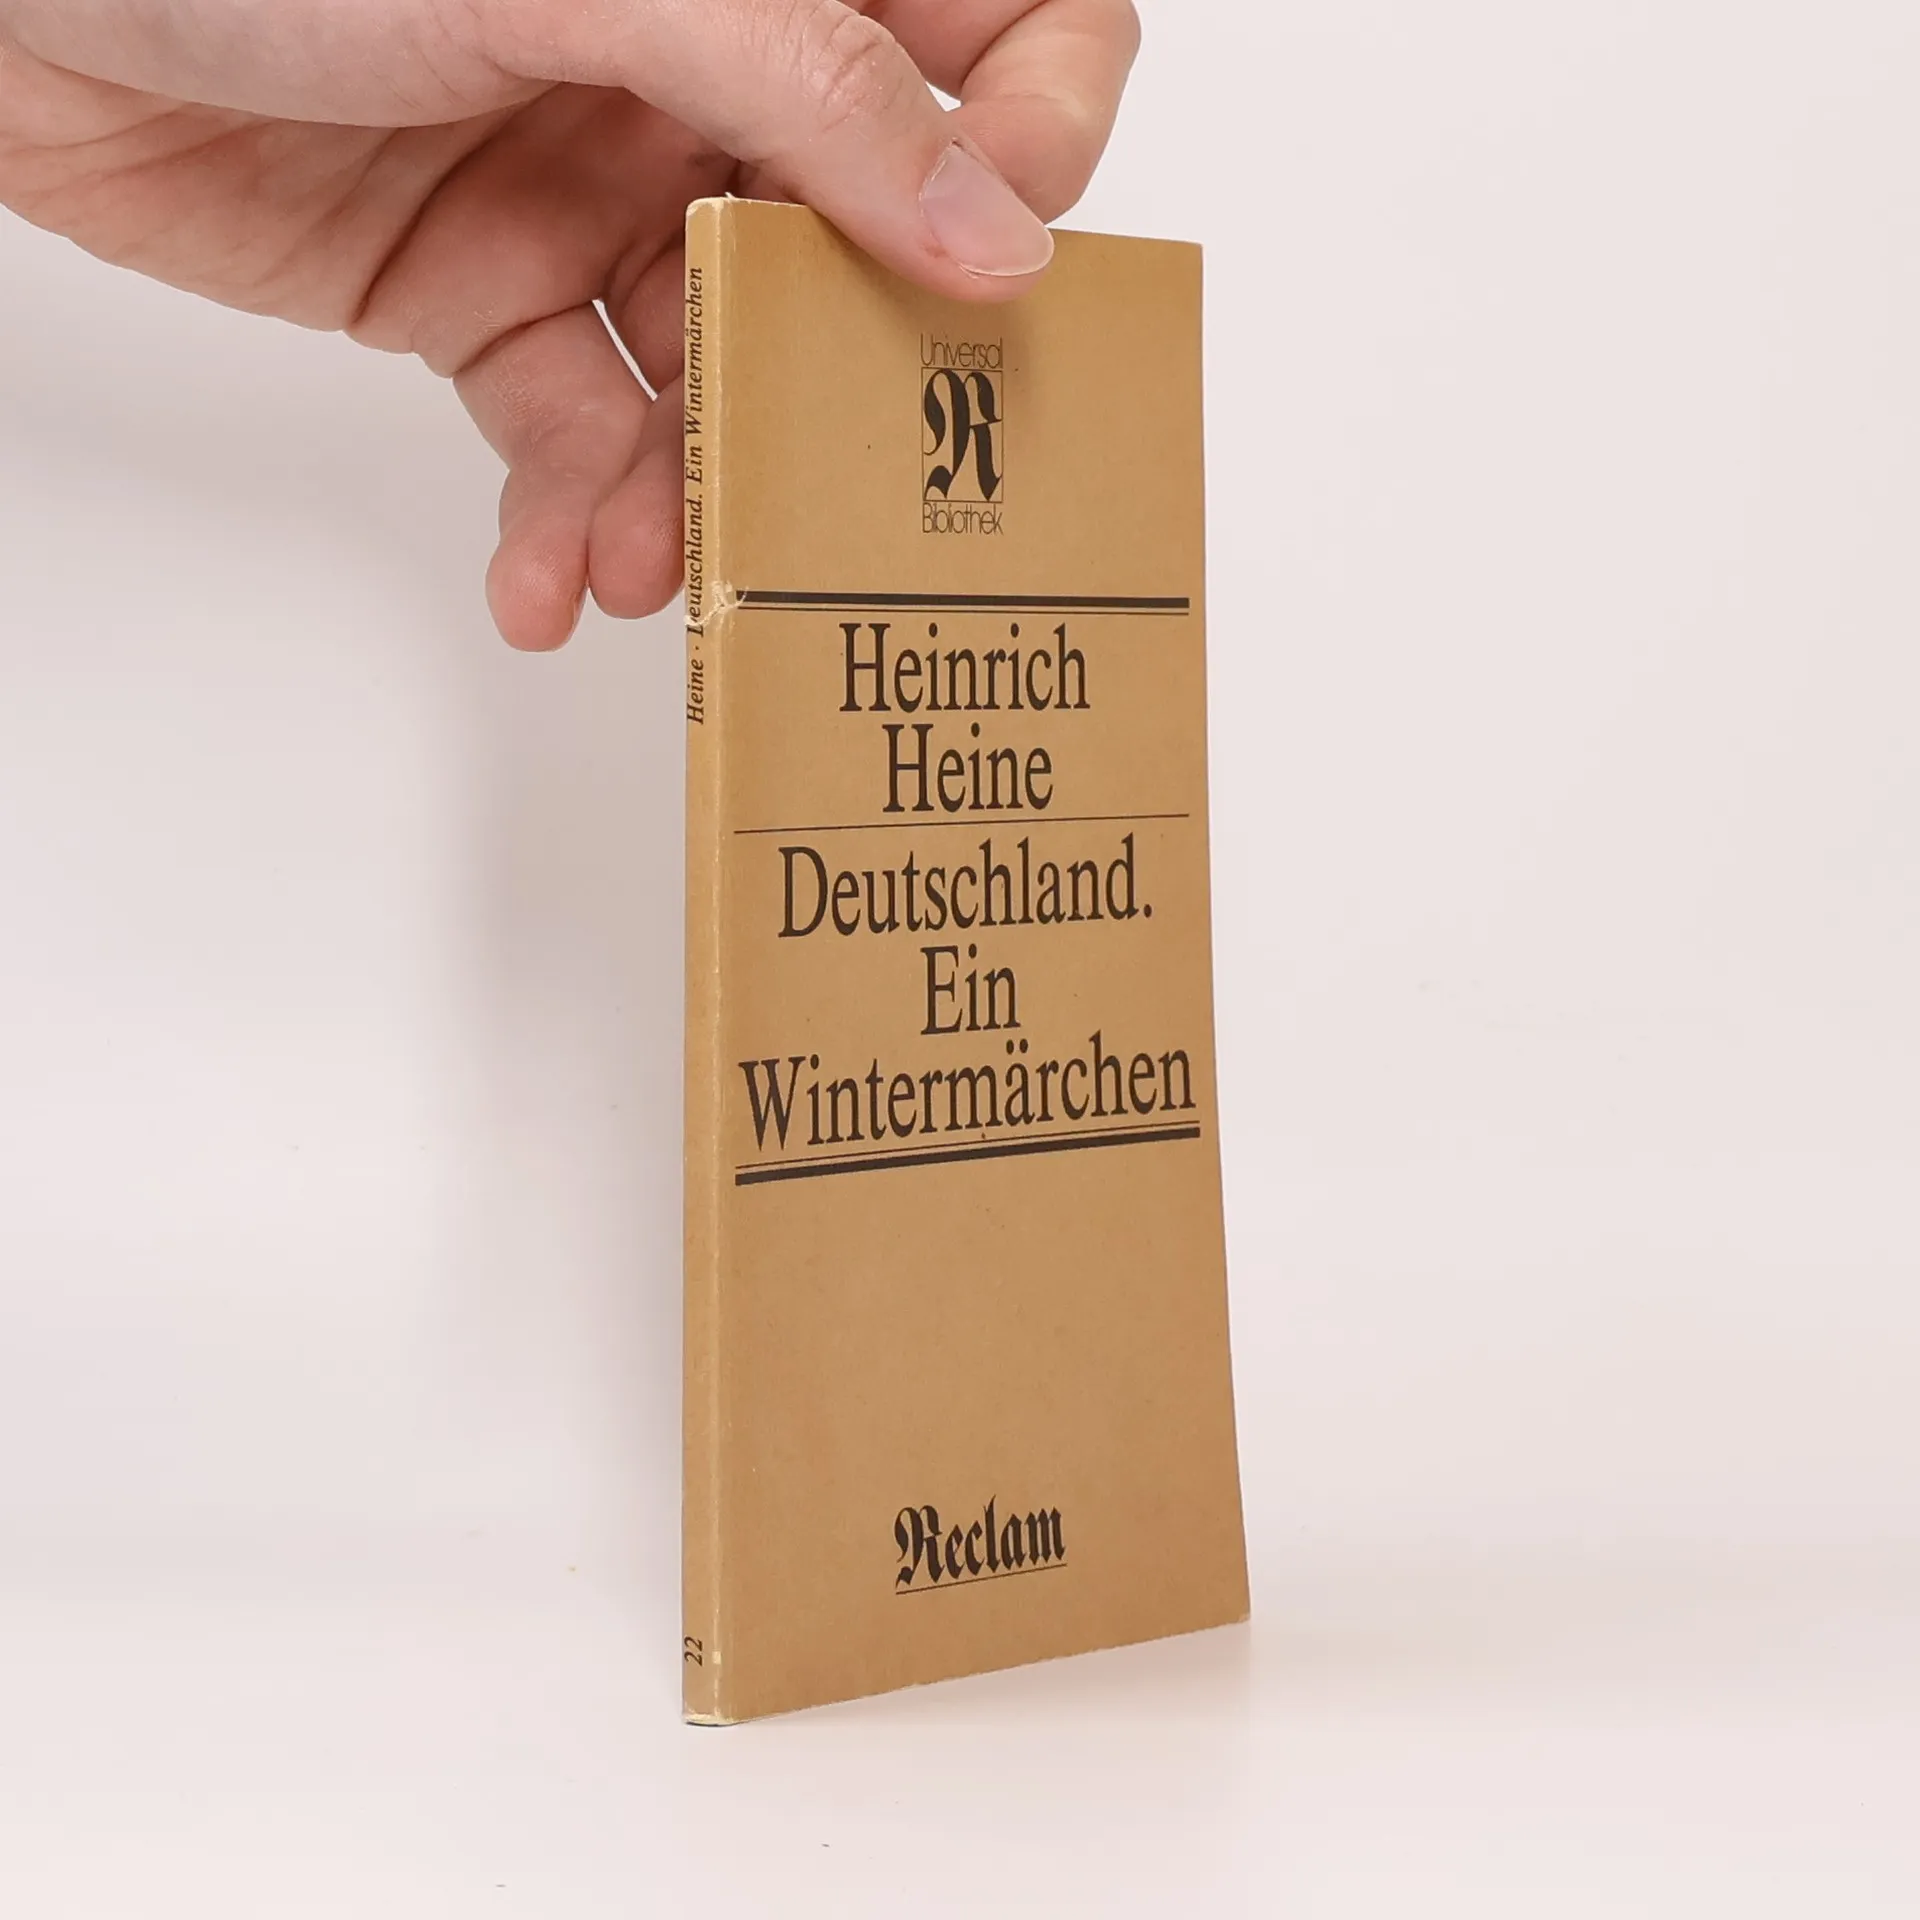 Universal
R
Bibliothek
Heinrich
Heine
Deutschland.
Ein
Wintermärchen
Reclam
Heine · Deutschland. Ein Wintermärchen
22